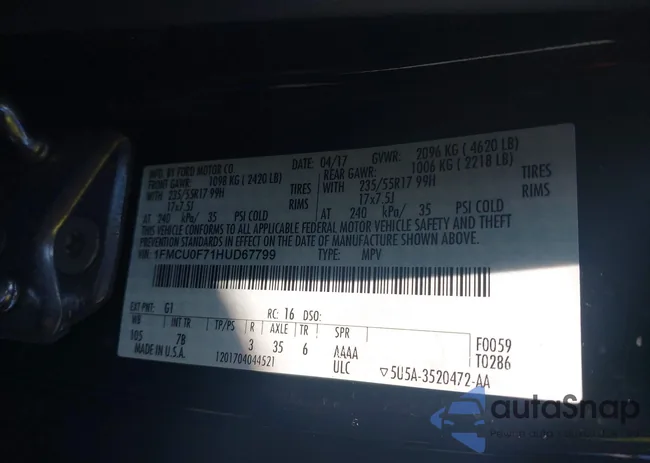 MFD. BY FORD MOTOR CO. DATE: 04/17 GVWR: 2096 KG ( 4620 LB)
FRONT GAWR: 1098 KG ( 2420 LB) REAR GAWR: 1006 KG ( 2218 LB)
WITH 235/55R17 99H TIRES WITH 235/55R17 99H TIRES
17x7.5J RIMS 17x7.5J RIMS
AT 240 kPa/ 35 PSI COLD AT 240 kPa/ 35 PSI COLD
THIS VEHICLE CONFORMS TO ALL APPLICABLE FEDERAL MOTOR VEHICLE SAFETY AND THEFT
PREVENTION STANDARDS IN EFFECT ON THE DATE OF MANUFACTURE SHOWN ABOVE.
VIN: 1FMCU0F71HUD67799 TYPE: MPV
EXT PNT: G1 RC: 16 DSO:
WB INT TR TP/PS R AXLE TR SPR F0059
105 7B 3 35 6 AAAA T0286
MADE IN U.S.A. 1201704044521 ULC ▽5U5A-3520472-AA
autoSnap